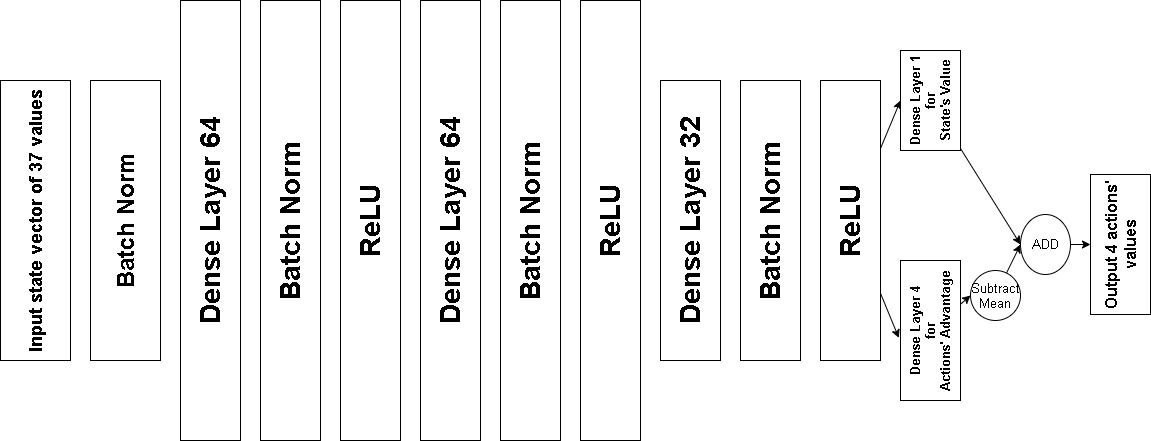 Input state vector of 37 values
Batch Norm
Dense Layer 64
Batch Norm
ReLU
Dense Layer 64
Batch Norm
ReLU
Dense Layer 32
Batch Norm
ReLU
Dense Layer 1
for
State's Value
Dense Layer 4
for
Actions' Advantage
Subtract
Mean
ADD
Output 4 actions'
values